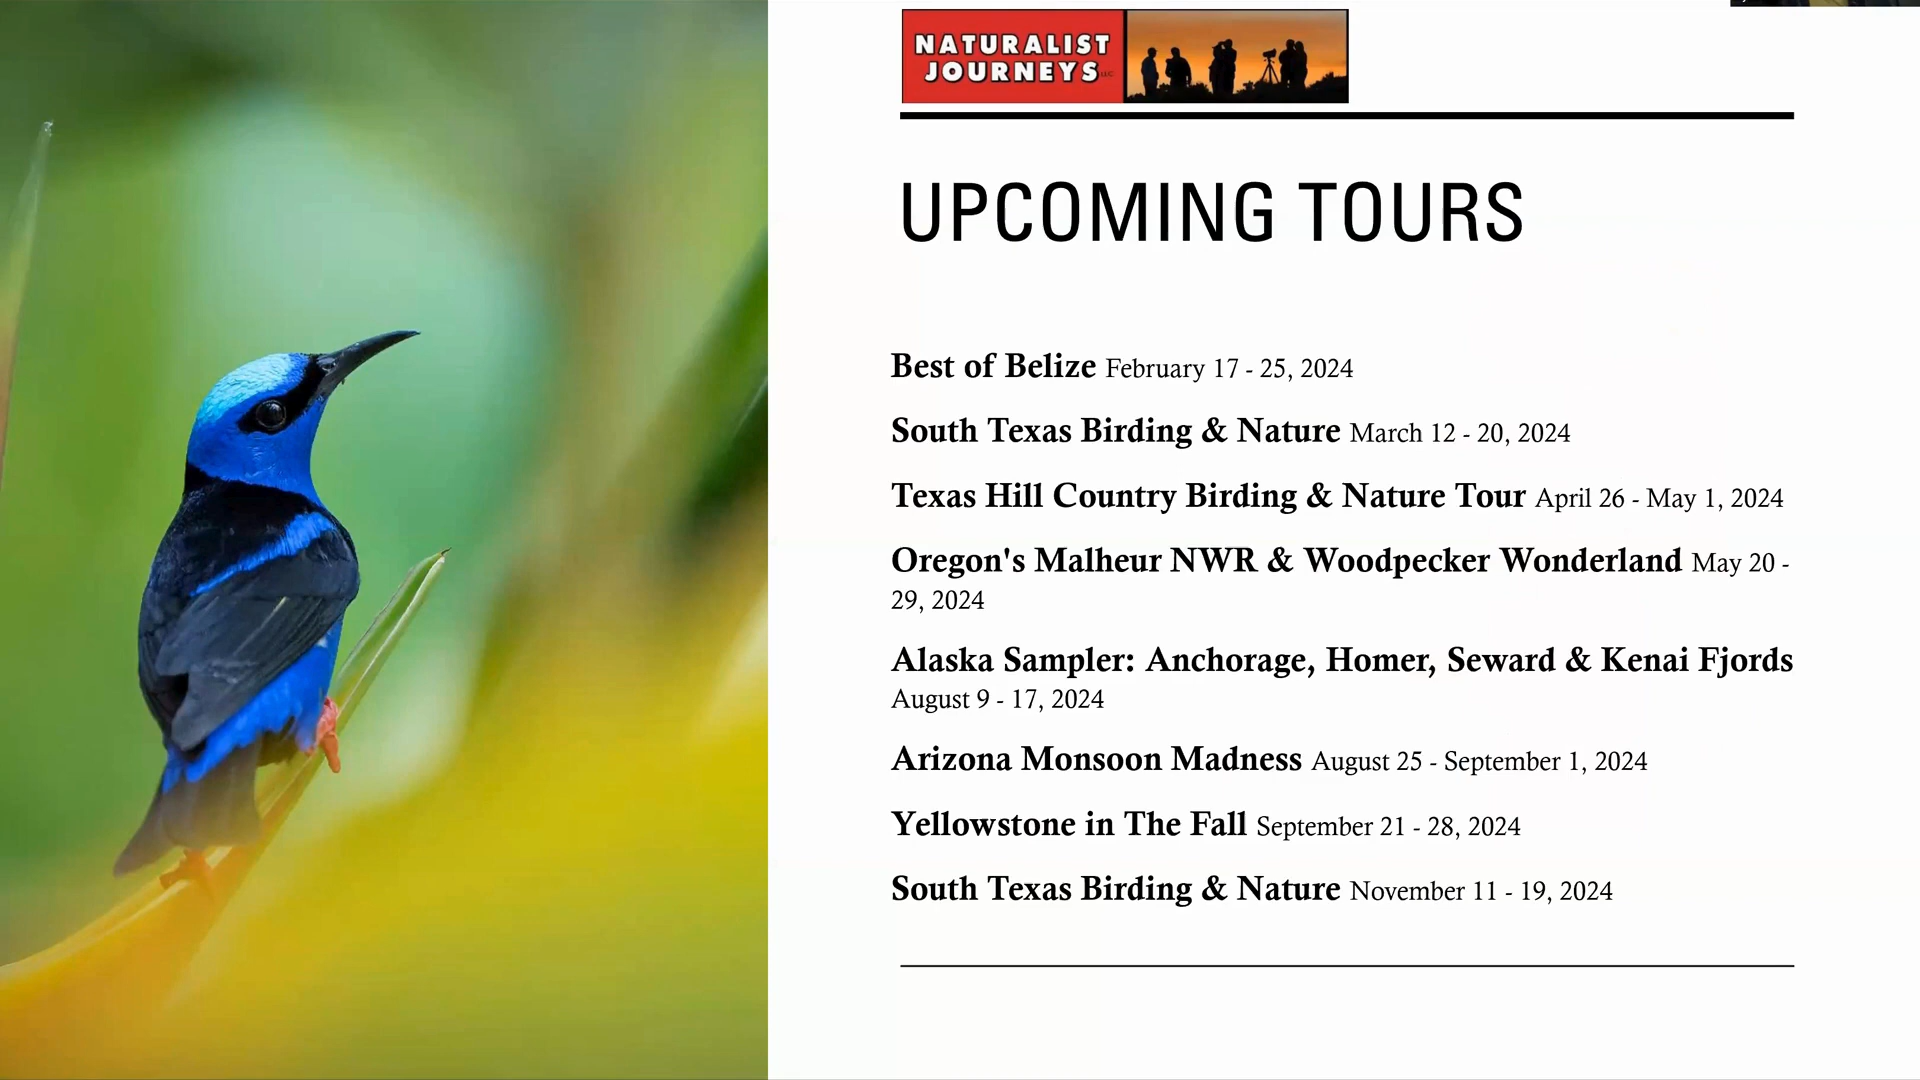 NATURALIST
JOURNEYS LLC
UPCOMING TOURS
Best of Belize February 17 - 25, 2024
South Texas Birding & Nature March 12 - 20, 2024
Texas Hill Country Birding & Nature Tour April 26 - May 1, 2024
Oregon's Malheur NWR & Woodpecker Wonderland May 20 -
29, 2024
Alaska Sampler: Anchorage, Homer, Seward & Kenai Fjords
August 9 - 17, 2024
Arizona Monsoon Madness August 25 - September 1, 2024
Yellowstone in The Fall September 21 - 28, 2024
South Texas Birding & Nature November 11 - 19, 2024